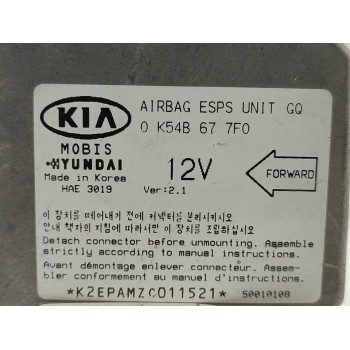 KIA
AIRBAG ESPS UNIT GQ
0 K54B 67 7F0
MOBIS
HYUNDAI
Made in Korea
HAE 3019
12V
Ver:2.1
FORWARD
이 장치를 떼어내기 전에 커넥터를 분리시키시오
안내 책자의 지침에 따라서만 이 장치를 조립하시오
Detach connector before unmounting. Assemble
strictly according to manual instructions.
Avant démontage enlever connecteur. Assem-
bler conformement au manuel d'instructions.
*K2EPAMZC011521*
50010108